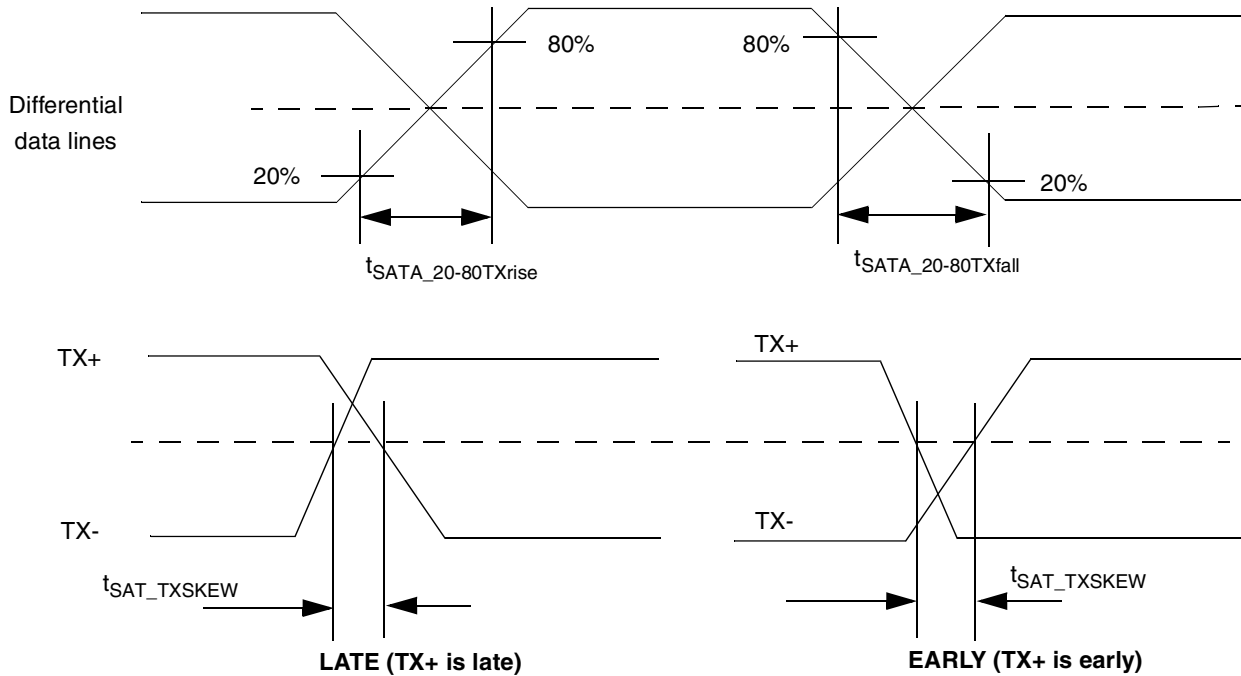 80%
80%
Differential
data lines
20%
20%
tSATA_20-80TXrise
tSATA_20-80TXfall
TX+
TX-
tSAT_TXSKEW
LATE (TX+ is late)
TX+
TX-
tSAT_TXSKEW
EARLY (TX+ is early)